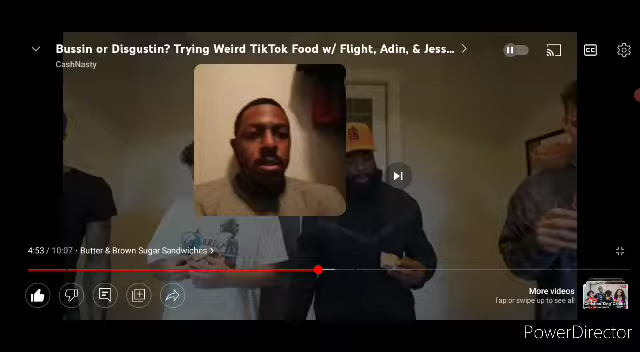 Bussin or Disgustin? Trying Weird TikTok Food w/ Flight, Adin, & Jess...
CashNasty
CC
4:53 / 10:07 · Butter & Brown Sugar Sandwiches
More videos
Tap or swipe up to see all
PowerDirector